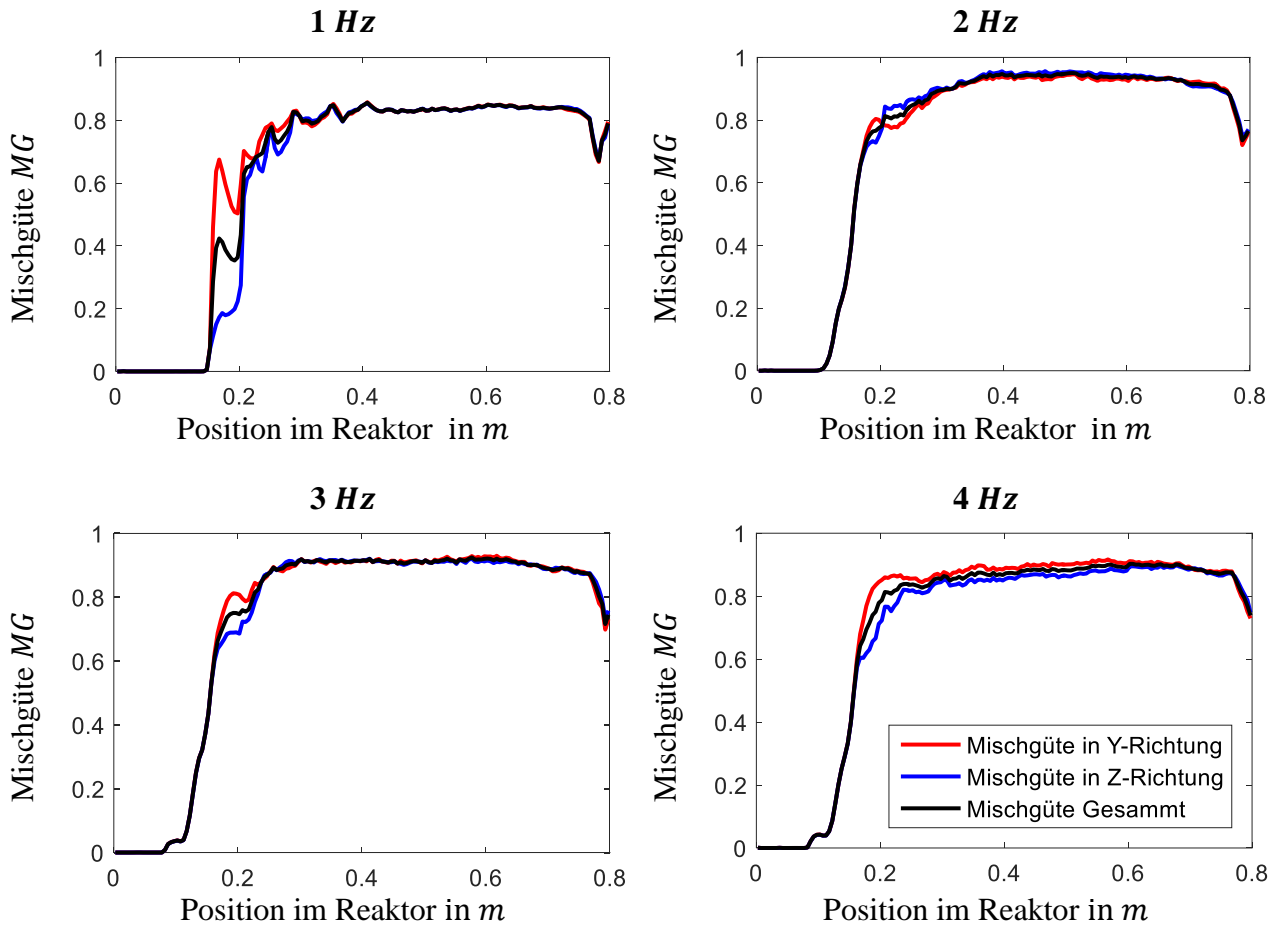 1 Hz
1
0.8
0.6
0.4
0.2
0
Mischgüte MG
0 0.2 0.4 0.6 0.8
Position im Reaktor in m
2 Hz
1
0.8
0.6
0.4
0.2
0
Mischgüte MG
0 0.2 0.4 0.6 0.8
Position im Reaktor in m
3 Hz
1
0.8
0.6
0.4
0.2
0
Mischgüte MG
0 0.2 0.4 0.6 0.8
Position im Reaktor in m
4 Hz
1
0.8
0.6
0.4
0.2
0
Mischgüte MG
Mischgüte in Y-Richtung
Mischgüte in Z-Richtung
Mischgüte Gesammt
0 0.2 0.4 0.6 0.8
Position im Reaktor in m